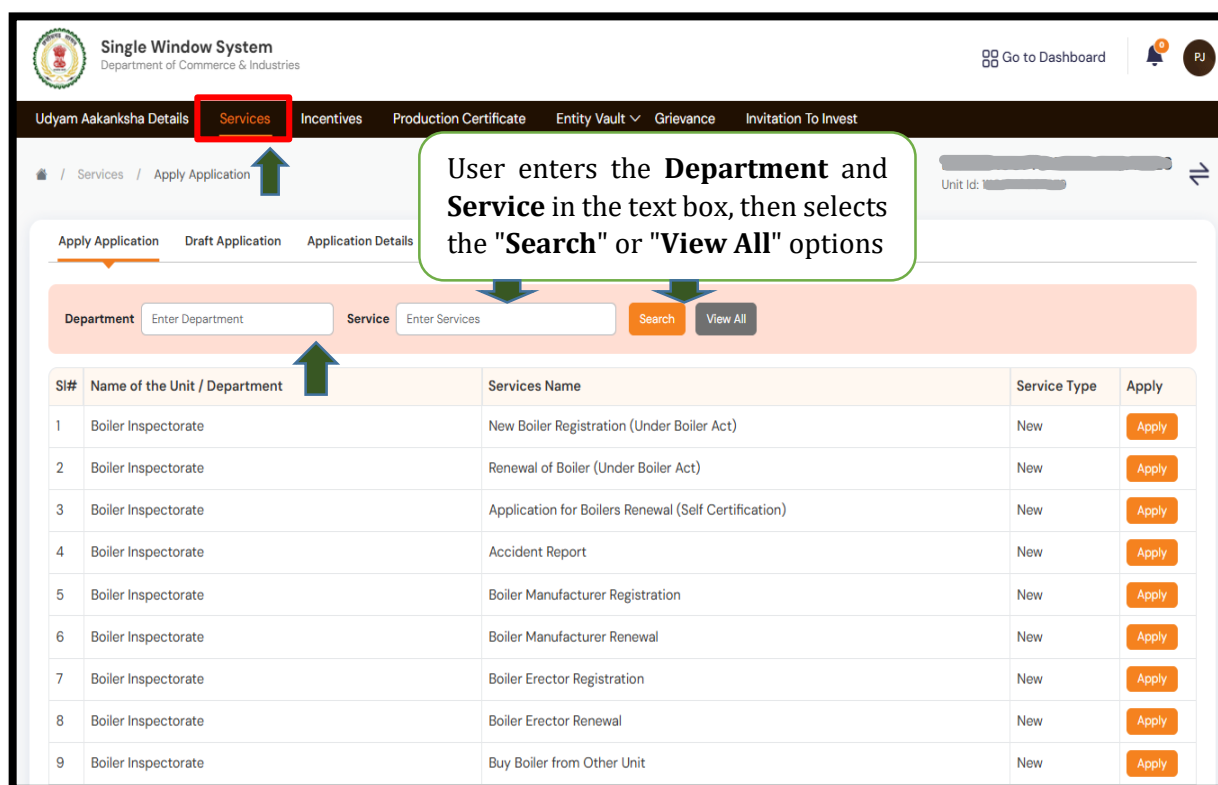 Single Window System
Department of Commerce & Industries
Go to Dashboard
0
PJ
Udyam Aakanksha Details Services Incentives Production Certificate Entity Vault Grievance Invitation To Invest
/ Services / Apply Application
Unit Id:
User enters the Department and
Service in the text box, then selects
the "Search" or "View All" options
Apply Application Draft Application Application Details
Department Enter Department Service Enter Services Search View All
Sl# Name of the Unit / Department Services Name Service Type Apply
1 Boiler Inspectorate New Boiler Registration (Under Boiler Act) New Apply
2 Boiler Inspectorate Renewal of Boiler (Under Boiler Act) New Apply
3 Boiler Inspectorate Application for Boilers Renewal (Self Certification) New Apply
4 Boiler Inspectorate Accident Report New Apply
5 Boiler Inspectorate Boiler Manufacturer Registration New Apply
6 Boiler Inspectorate Boiler Manufacturer Renewal New Apply
7 Boiler Inspectorate Boiler Erector Registration New Apply
8 Boiler Inspectorate Boiler Erector Renewal New Apply
9 Boiler Inspectorate Buy Boiler from Other Unit New Apply